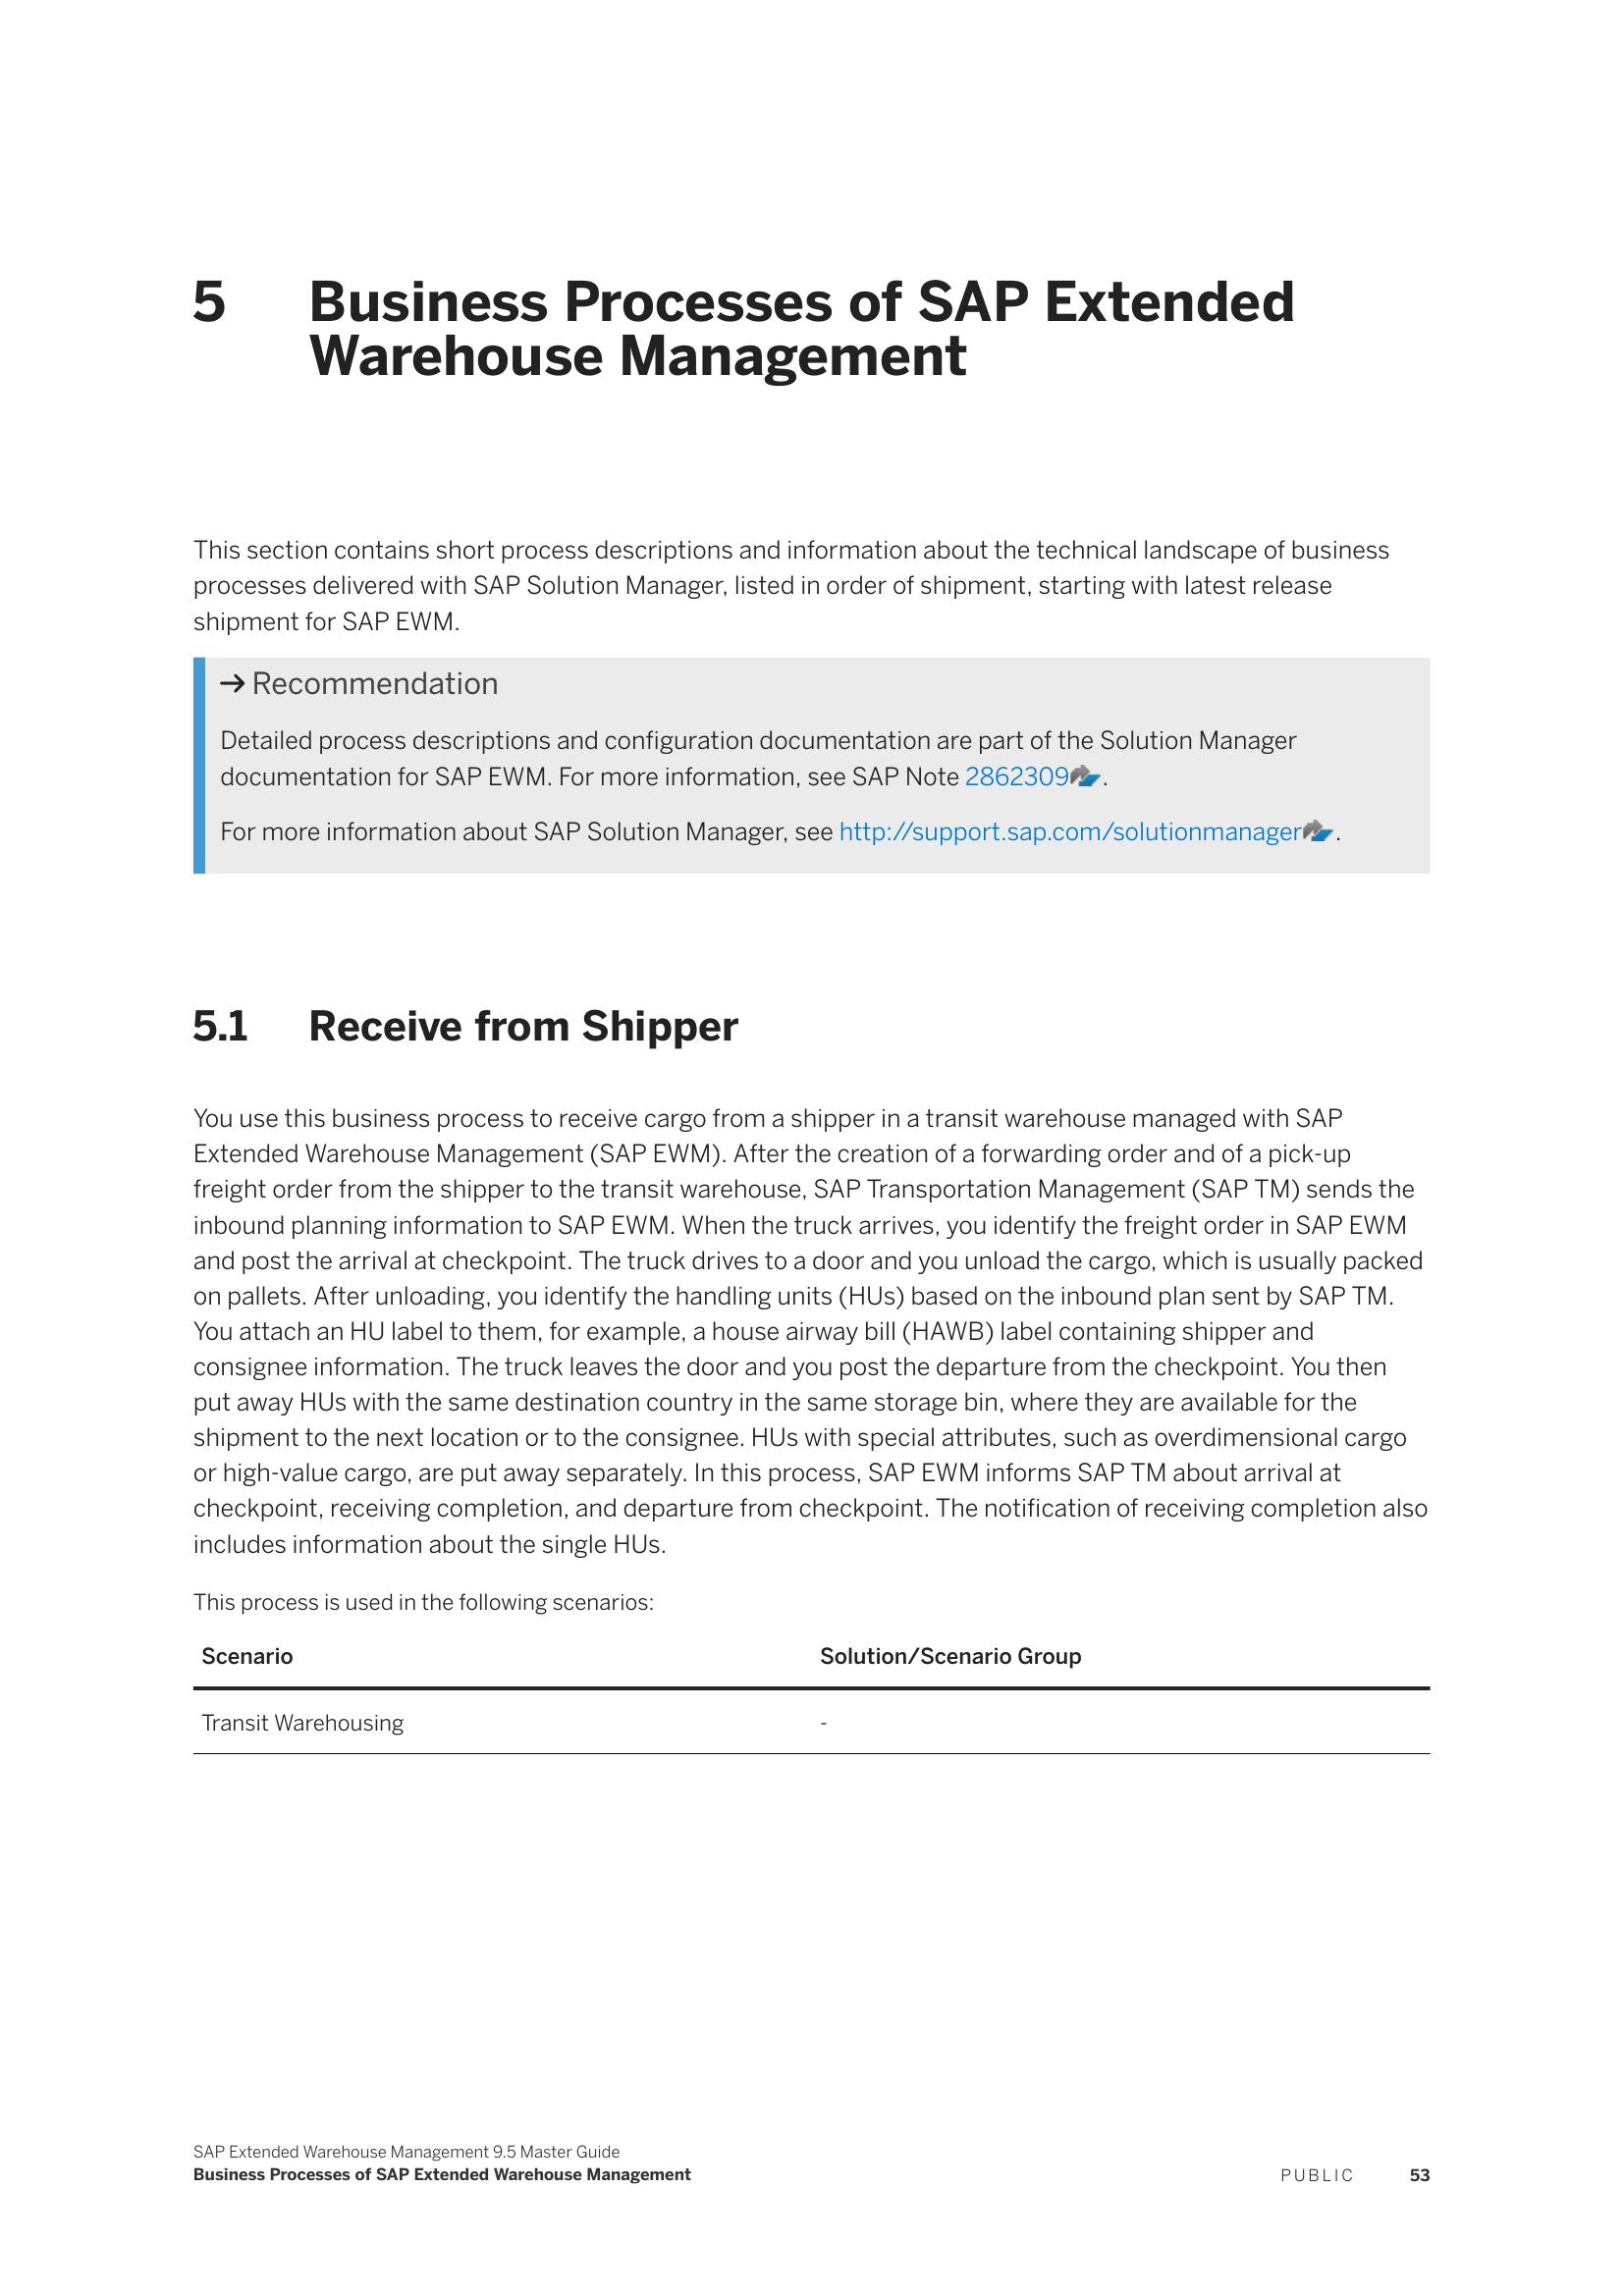 5 Business Processes of SAP Extended
Warehouse Management
This section contains short process descriptions and information about the technical landscape of business
processes delivered with SAP Solution Manager, listed in order of shipment, starting with latest release
shipment for SAP EWM.
→ Recommendation
Detailed process descriptions and configuration documentation are part of the Solution Manager
documentation for SAP EWM. For more information, see SAP Note 2862309.
For more information about SAP Solution Manager, see http://support.sap.com/solutionmanager.
5.1 Receive from Shipper
You use this business process to receive cargo from a shipper in a transit warehouse managed with SAP
Extended Warehouse Management (SAP EWM). After the creation of a forwarding order and of a pick-up
freight order from the shipper to the transit warehouse, SAP Transportation Management (SAP TM) sends the
inbound planning information to SAP EWM. When the truck arrives, you identify the freight order in SAP EWM
and post the arrival at checkpoint. The truck drives to a door and you unload the cargo, which is usually packed
on pallets. After unloading, you identify the handling units (HUs) based on the inbound plan sent by SAP TM.
You attach an HU label to them, for example, a house airway bill (HAWB) label containing shipper and
consignee information. The truck leaves the door and you post the departure from the checkpoint. You then
put away HUs with the same destination country in the same storage bin, where they are available for the
shipment to the next location or to the consignee. HUs with special attributes, such as overdimensional cargo
or high-value cargo, are put away separately. In this process, SAP EWM informs SAP TM about arrival at
checkpoint, receiving completion, and departure from checkpoint. The notification of receiving completion also
includes information about the single HUs.
This process is used in the following scenarios:
Scenario Solution/Scenario Group
Transit Warehousing -
SAP Extended Warehouse Management 9.5 Master Guide
Business Processes of SAP Extended Warehouse Management PUBLIC 53